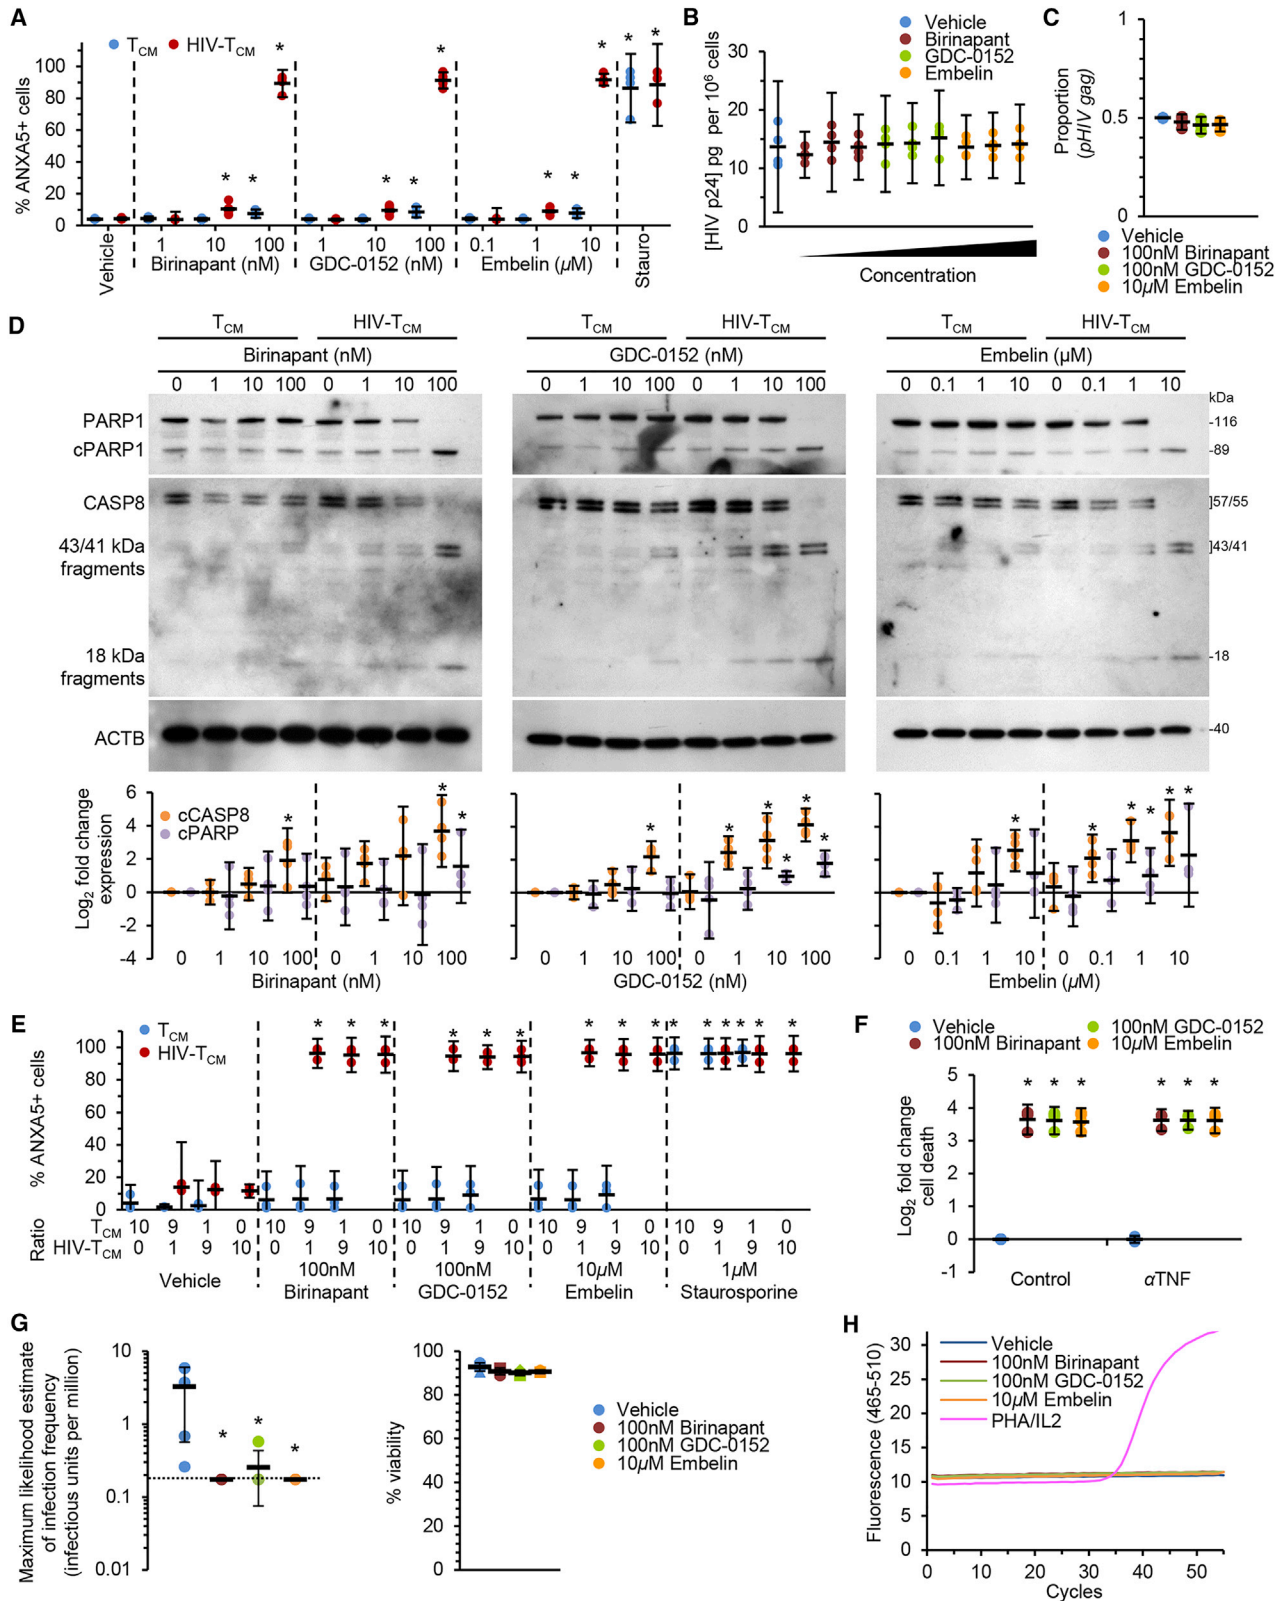 A
T_CM HIV-T_CM
% ANXA5+ cells
100
80
60
40
20
0
* * * * * * * * * * *
Vehicle
1 10 100
Birinapant (nM)
1 10 100
GDC-0152 (nM)
0.1 1 10
Embelin (µM)
Stauro
B
Vehicle
Birinapant
GDC-0152
Embelin
[HIV p24] pg per 10^6 cells
30
20
10
0
Concentration
C
Proportion
(pHIV gag)
1
0.5
0
Vehicle
100nM Birinapant
100nM GDC-0152
10µM Embelin
D
T_CM HIV-T_CM
Birinapant (nM)
0 1 10 100 0 1 10 100
T_CM HIV-T_CM
GDC-0152 (nM)
0 1 10 100 0 1 10 100
T_CM HIV-T_CM
Embelin (µM)
0 0.1 1 10 0 0.1 1 10
kDa
PARP1
-116
cPARP1
-89
CASP8
]57/55
43/41 kDa
fragments
]43/41
18 kDa
fragments
-18
ACTB
-40
Log2 fold change
expression
6
4
2
0
-2
-4
cCASP8
cPARP
* * *
0 1 10 100 0 1 10 100
Birinapant (nM)
* * * * * *
0 1 10 100 0 1 10 100
GDC-0152 (nM)
* * * * * *
0 0.1 1 10 0 0.1 1 10
Embelin (µM)
E
T_CM
HIV-T_CM
% ANXA5+ cells
100
80
60
40
20
0
* * * * * * * * * * * * * * *
Ratio
T_CM 10 9 1 0 10 9 1 0 10 9 1 0 10 9 1 0 10 9 1 0
HIV-T_CM 0 1 9 10 0 1 9 10 0 1 9 10 0 1 9 10 0 1 9 10
Vehicle
100nM
Birinapant
100nM
GDC-0152
10µM
Embelin
1µM
Staurosporine
F
Vehicle 100nM GDC-0152
100nM Birinapant 10µM Embelin
Log2 fold change
cell death
5
4
3
2
1
0
-1
* * * * * *
Control αTNF
G
Maximum likelihood estimate
of infection frequency
(infectious units per million)
10
1
0.1
0.01
* * *
% viability
100
80
60
40
20
0
Vehicle
100nM Birinapant
100nM GDC-0152
10µM Embelin
H
Fluorescence (465-510)
30
25
20
15
10
5
0
Vehicle
100nM Birinapant
100nM GDC-0152
10µM Embelin
PHA/IL2
0 10 20 30 40 50
Cycles